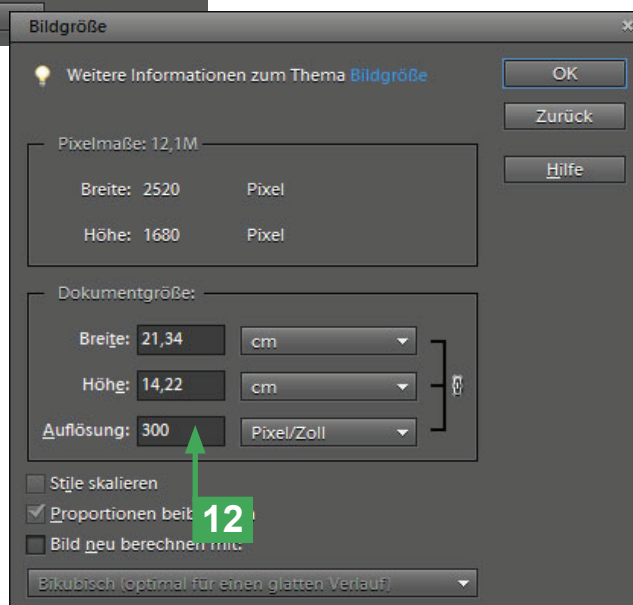 Bildgröße
Weitere Informationen zum Thema Bildgröße
OK
Zurück
Hilfe
Pixelmaße: 12,1M
Breite: 2520 Pixel
Höhe: 1680 Pixel
Dokumentgröße:
Breite: 21,34 cm
Höhe: 14,22 cm
Auflösung: 300 Pixel/Zoll
Stile skalieren
Proportionen
12
Bild neu berechnen mit:
Bikubisch (optimal für einen glatten Verlauf)